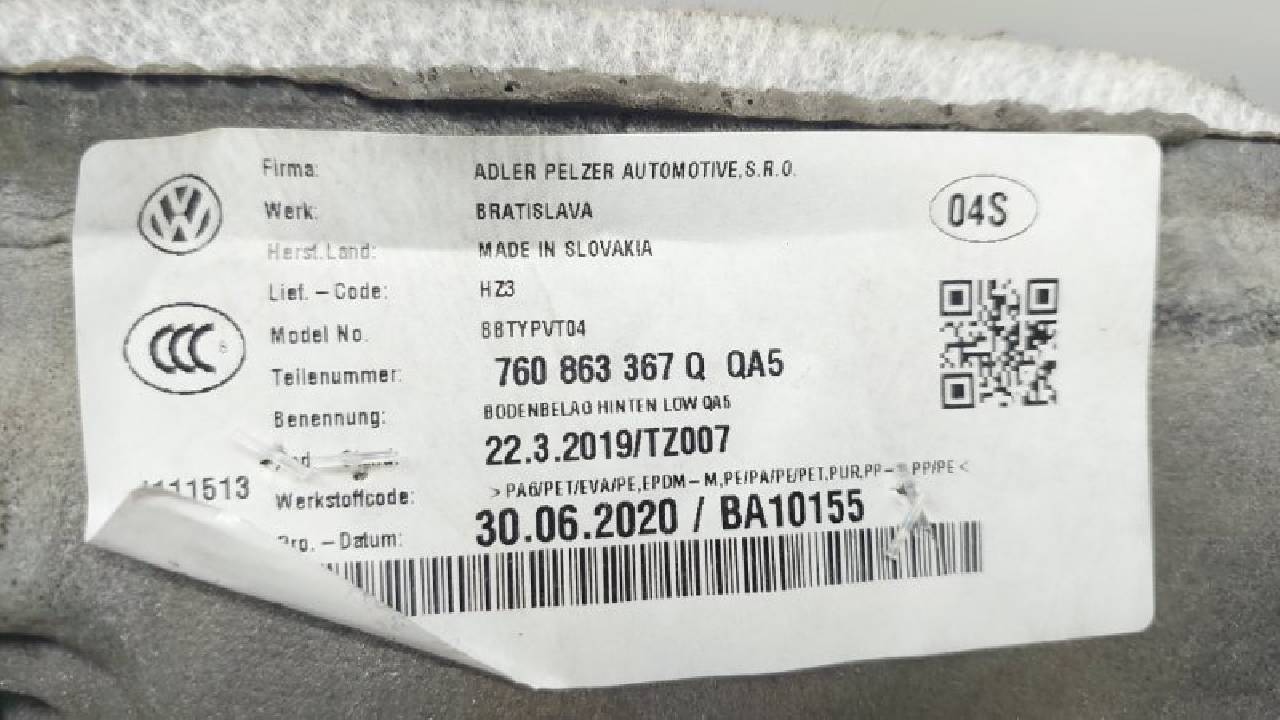 Firma: ADLER PELZER AUTOMOTIVE,S.R.O.
Werk: BRATISLAVA
04S
Herst.Land: MADE IN SLOVAKIA
Lief. - Code: HZ3
Model No. BBTYPVT04
CCC
Teilenummer: 760 863 367 Q QA5
Benennung: BODENBELAG HINTEN LOW QA5
22.3.2019/TZ007
111513
Werkstoffcode: >PA6/PET/EVA/PE,EPDM-M,PE/PA/PE/PET,PUR,PP- PP/PE<
-Datum: 30.06.2020 / BA10155